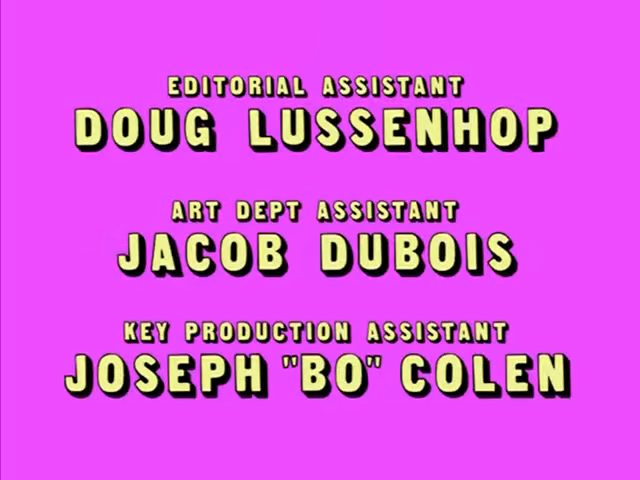 EDITORIAL ASSISTANT
DOUG LUSSENHOP
ART DEPT ASSISTANT
JACOB DUBOIS
KEY PRODUCTION ASSISTANT
JOSEPH "BO" COLEN